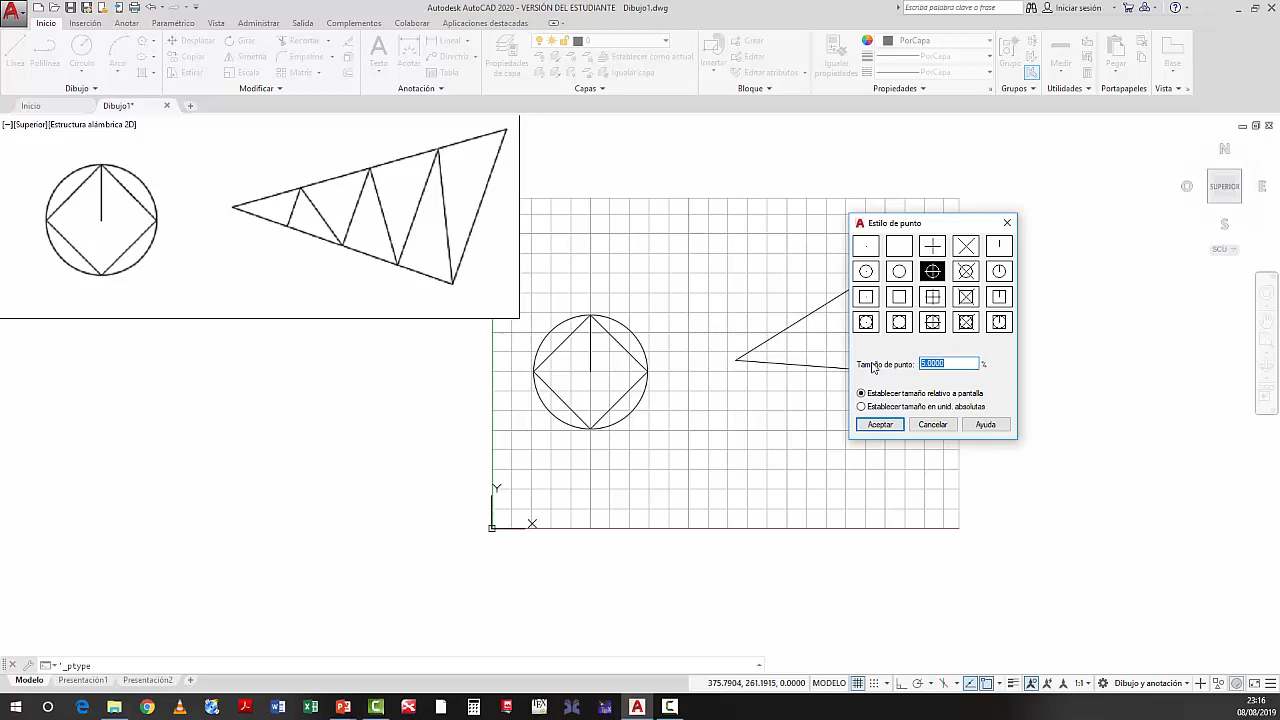 Autodesk AutoCAD 2020 - VERSIÓN DEL ESTUDIANTE Dibujo1.dwg
Escriba palabra clave o frase
Iniciar sesión
Inicio Inserción Anotar Paramétrico Vista Administrar Salida Complementos Colaborar Aplicaciones destacadas
Línea Polilínea Círculo Arco
Desplazar Girar Recortar
Copiar Simetría Empalme
Estirar Escala Matriz
Texto Acotar
Lineal
Directriz
Tabla
Propiedades de capa
0
Establecer como actual
Igualar capa
Insertar
Crear
Editar
Editar atributos
Igualar propiedades
PorCapa
PorCapa
PorCapa
Grupo
Medir
Pegar
Base
Dibujo Modificar Anotación Capas Bloque Propiedades Grupos Utilidades Portapapeles Vista
Inicio Dibujo1*
[−][Superior][Estructura alámbrica 2D]
N
O SUPERIOR E
S
SCU
Estilo de punto
Tamaño de punto: 5.0000 %
Establecer tamaño relativo a pantalla
Establecer tamaño en unid. absolutas
Aceptar Cancelar Ayuda
Y
X
'_ptype
Modelo Presentación1 Presentación2
375.7904, 261.1915, 0.0000 MODELO 1:1 Dibujo y anotación
23:16
08/08/2019